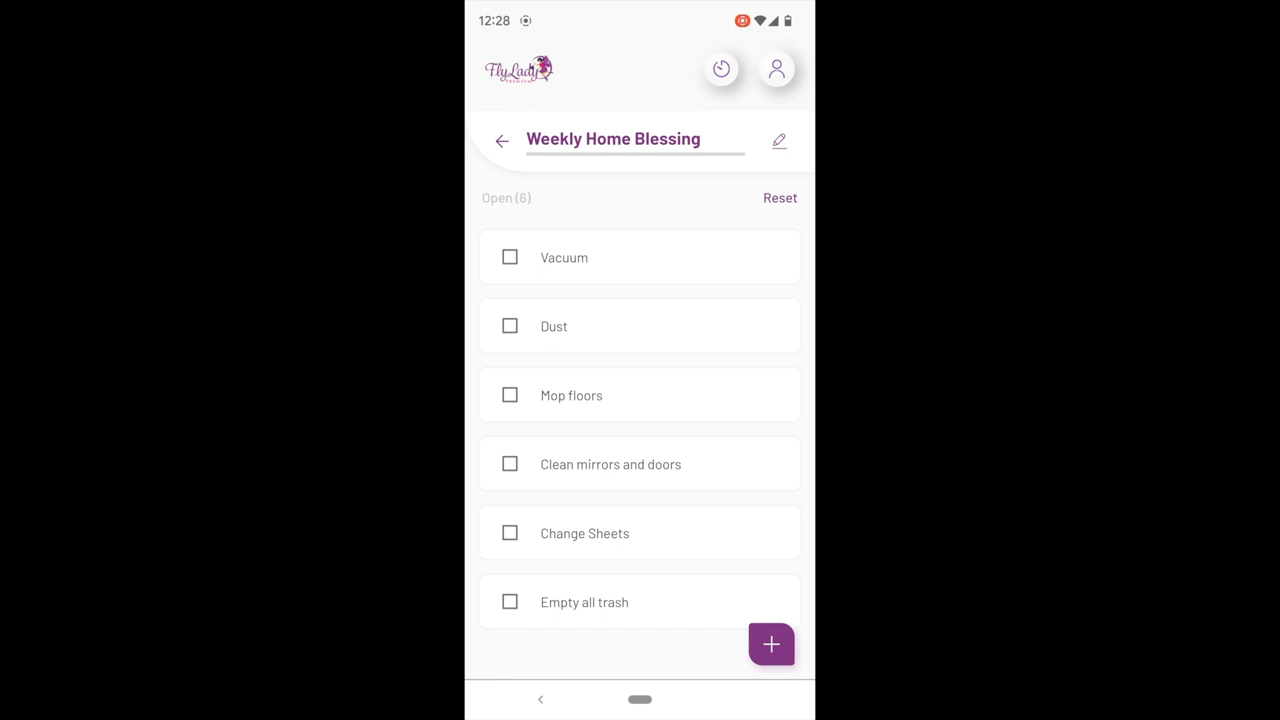 12:28
FlyLady
PREMIUM
Weekly Home Blessing
Open (6)
Reset
Vacuum
Dust
Mop floors
Clean mirrors and doors
Change Sheets
Empty all trash